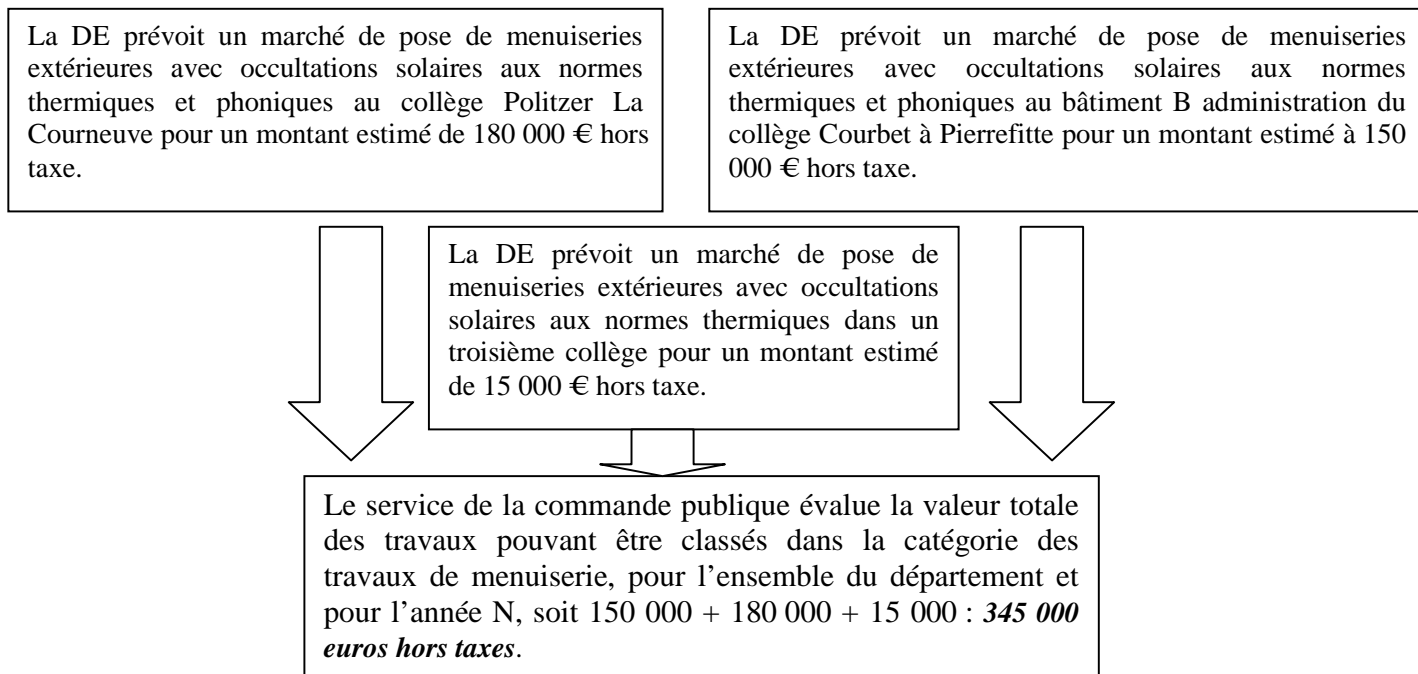 La DE prévoit un marché de pose de menuiseries
extérieures avec occultations solaires aux normes
thermiques et phoniques au collège Politzer La
Courneuve pour un montant estimé de 180 000 € hors
taxe.
La DE prévoit un marché de pose de menuiseries
extérieures avec occultations solaires aux normes
thermiques et phoniques au bâtiment B administration du
collège Courbet à Pierrefitte pour un montant estimé à 150
000 € hors taxe.
La DE prévoit un marché de pose de
menuiseries extérieures avec occultations
solaires aux normes thermiques dans un
troisième collège pour un montant estimé
de 15 000 € hors taxe.
Le service de la commande publique évalue la valeur totale
des travaux pouvant être classés dans la catégorie des
travaux de menuiserie, pour l’ensemble du département et
pour l’année N, soit 150 000 + 180 000 + 15 000 : 345 000
euros hors taxes.